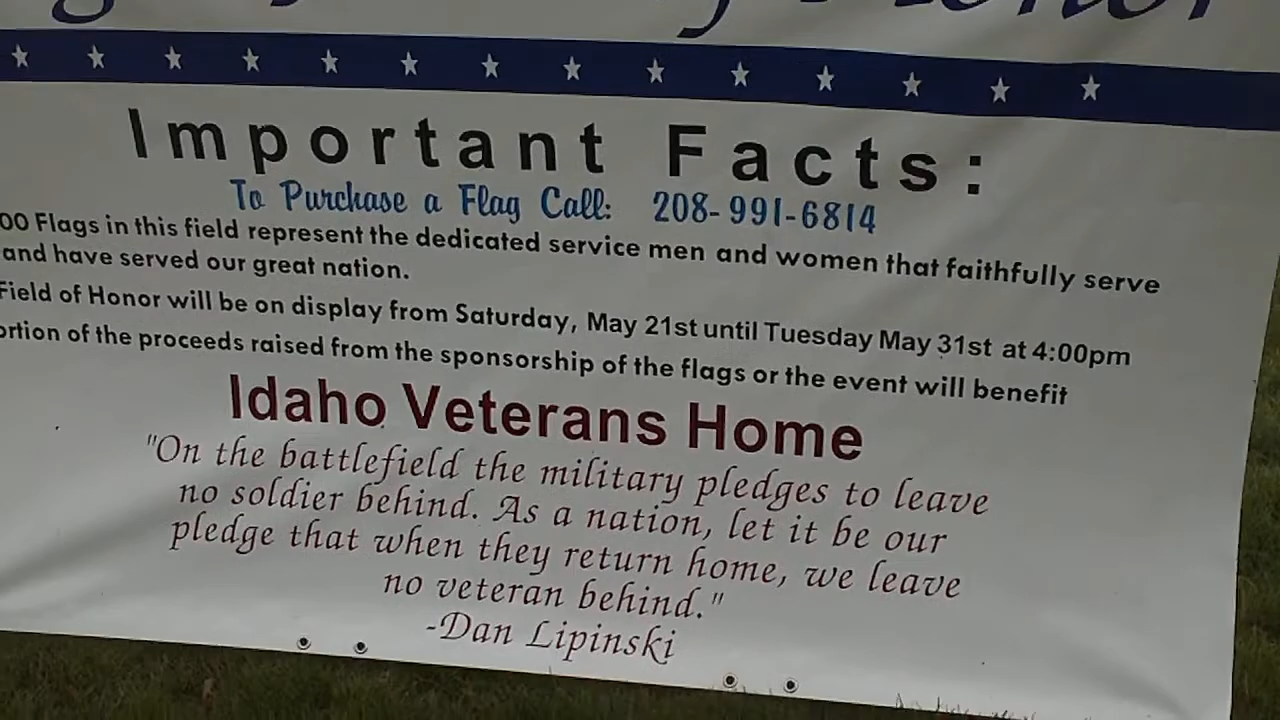 Honor
Important Facts:
To Purchase a Flag Call: 208-991-6814
00 Flags in this field represent the dedicated service men and women that faithfully serve
and have served our great nation.
Field of Honor will be on display from Saturday, May 21st until Tuesday May 31st at 4:00pm
ortion of the proceeds raised from the sponsorship of the flags or the event will benefit
Idaho Veterans Home
"On the battlefield the military pledges to leave
no soldier behind. As a nation, let it be our
pledge that when they return home, we leave
no veteran behind."
-Dan Lipinski